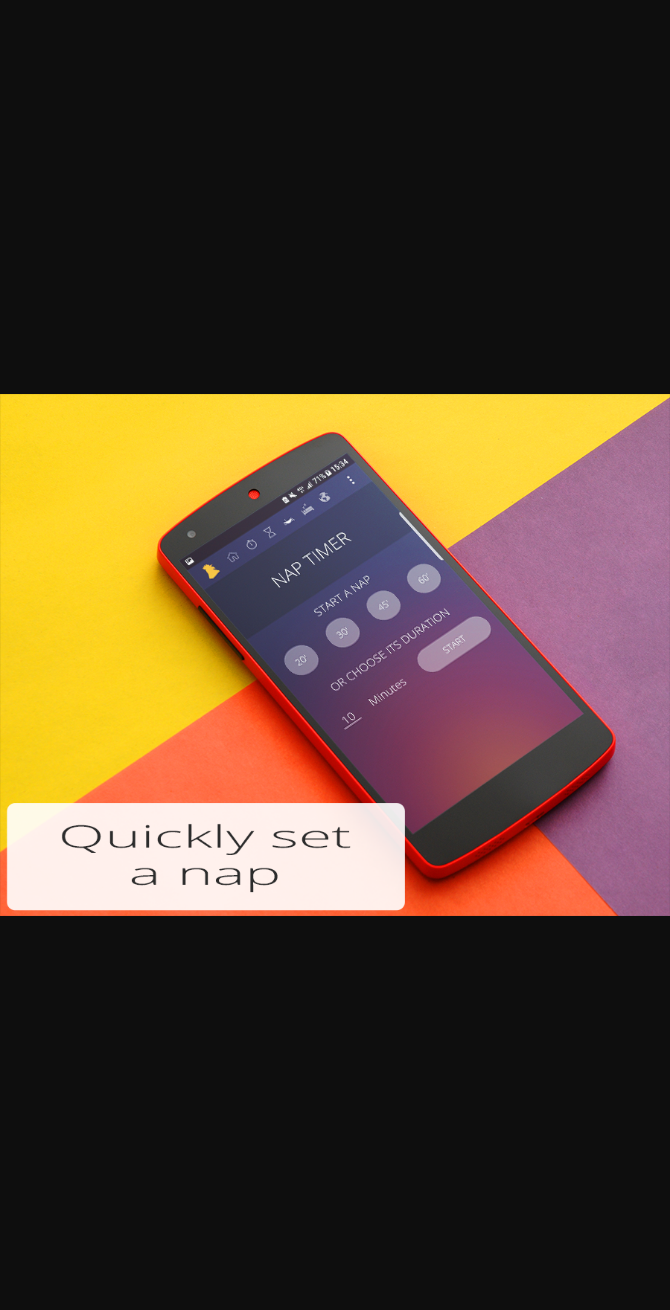 71% 15:34
NAP TIMER
START A NAP
20' 30' 45' 60'
OR CHOOSE ITS DURATION
10 Minutes START
Quickly set
a nap